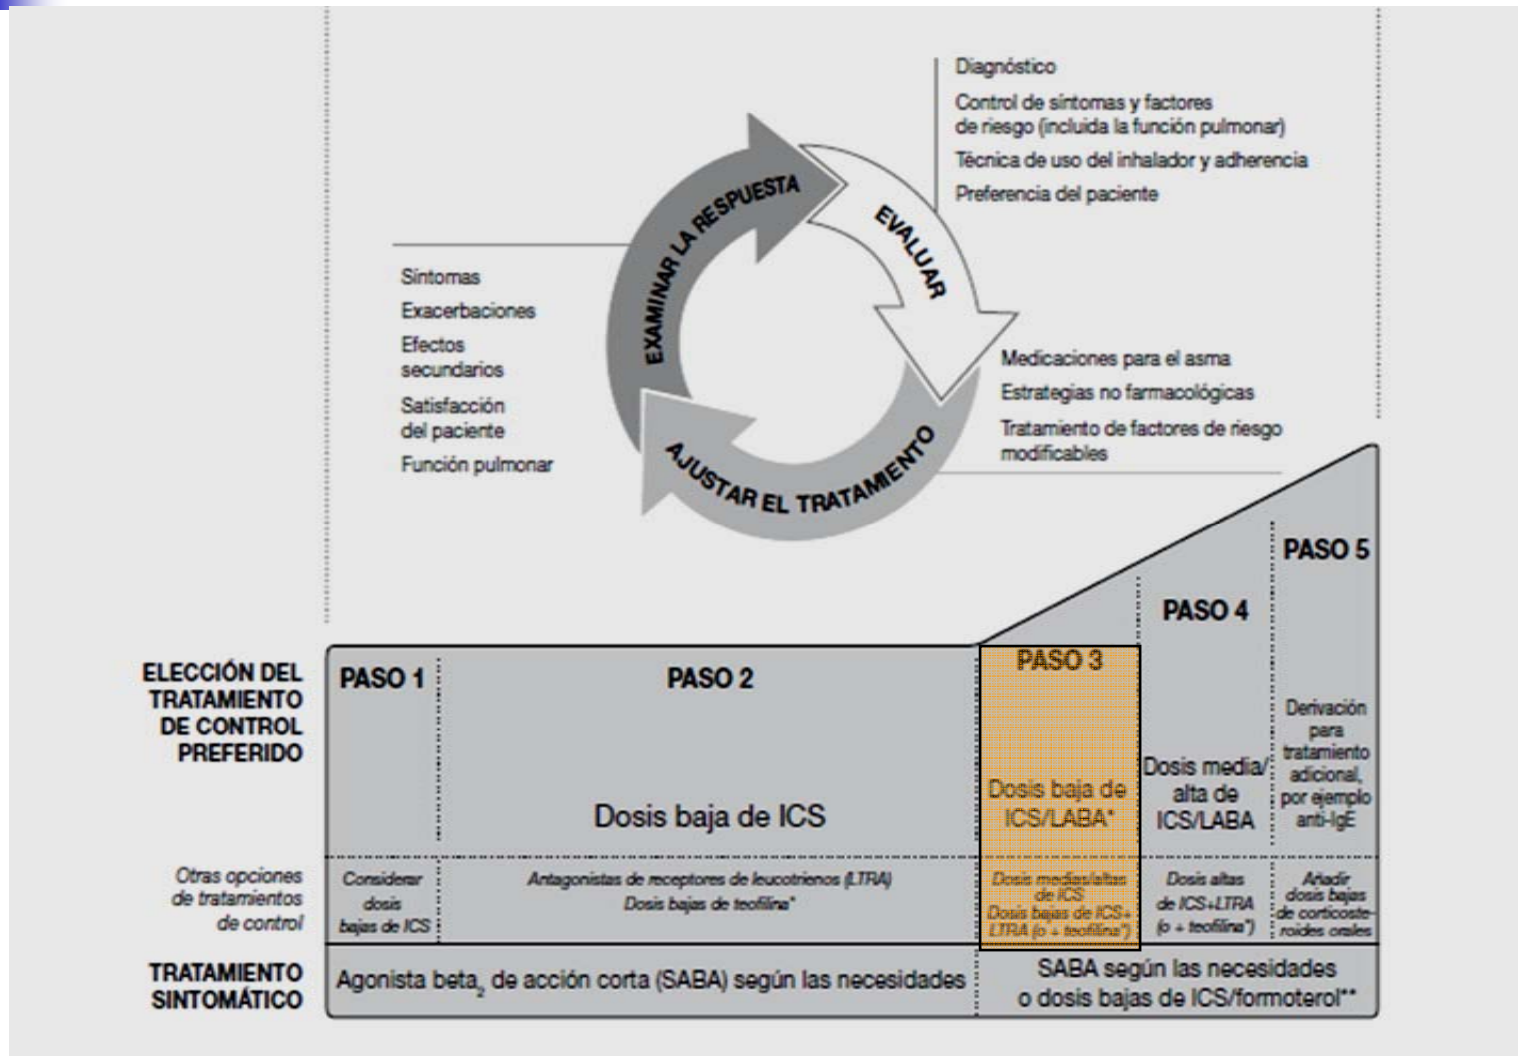 Diagnóstico
Control de síntomas y factores
de riesgo (incluida la función pulmonar)
Técnica de uso del inhalador y adherencia
Preferencia del paciente
EXAMINAR LA RESPUESTA
EVALUAR
AJUSTAR EL TRATAMIENTO
Síntomas
Exacerbaciones
Efectos
secundarios
Satisfacción
del paciente
Función pulmonar
Medicaciones para el asma
Estrategias no farmacológicas
Tratamiento de factores de riesgo
modificables
ELECCIÓN DEL
TRATAMIENTO
DE CONTROL
PREFERIDO
PASO 1
PASO 2
Dosis baja de ICS
PASO 3
Dosis baja de
ICS/LABA*
PASO 4
Dosis media/
alta de
ICS/LABA
PASO 5
Derivación
para
tratamiento
adicional,
por ejemplo
anti-IgE
Otras opciones
de tratamientos
de control
Considerar
dosis
bajas de ICS
Antagonistas de receptores de leucotrienos (LTRA)
Dosis bajas de teofilina*
Dosis medias/altas
de ICS
Dosis bajas de ICS+
LTRA (o + teofilina*)
Dosis altas
de ICS+LTRA
(o + teofilina*)
Añadir
dosis bajas
de corticoste-
roides orales
TRATAMIENTO
SINTOMÁTICO
Agonista beta₂ de acción corta (SABA) según las necesidades
SABA según las necesidades
o dosis bajas de ICS/formoterol**